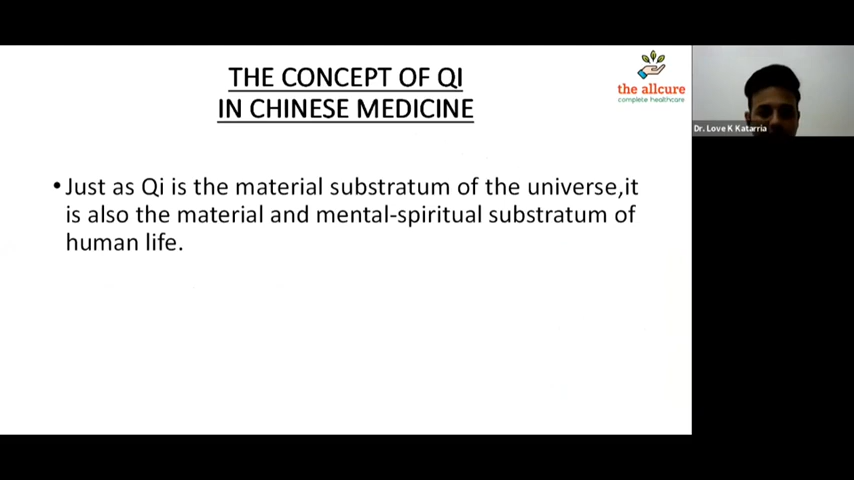 THE CONCEPT OF QI
IN CHINESE MEDICINE
the allcure
complete healthcare
Dr. Love K Katarria
•Just as Qi is the material substratum of the universe,it
is also the material and mental-spiritual substratum of
human life.